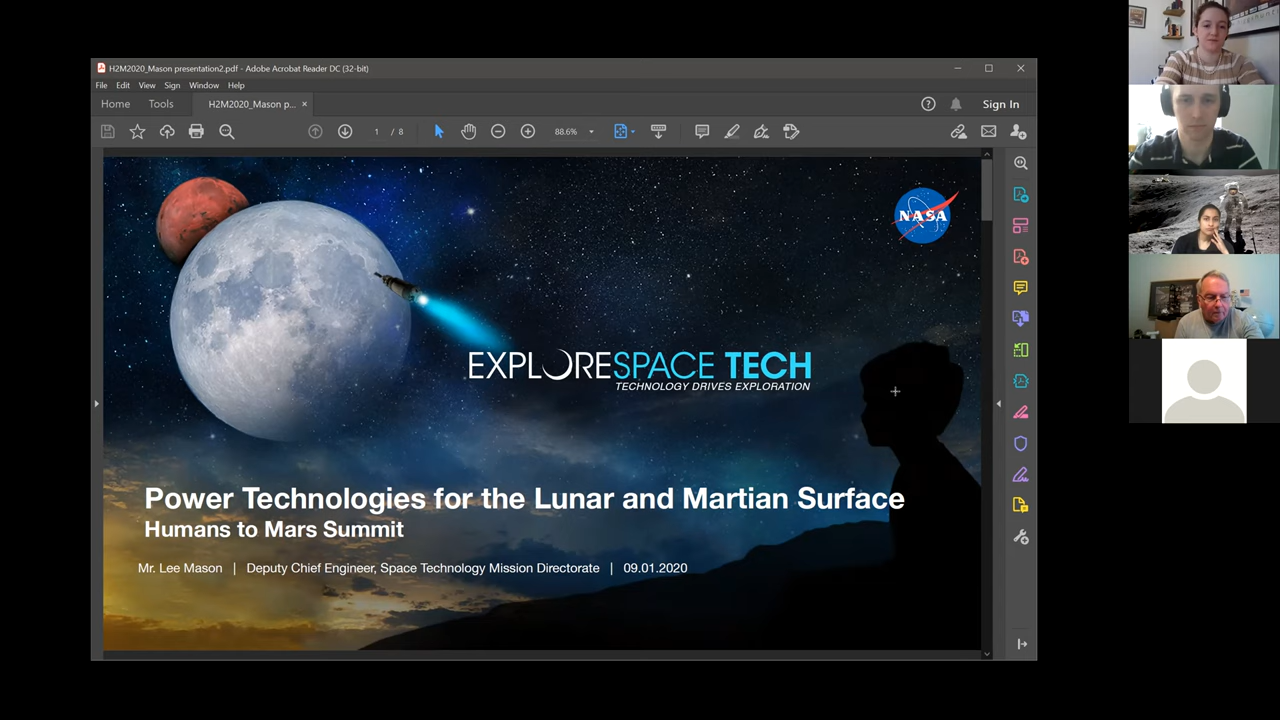 H2M2020_Mason presentation2.pdf - Adobe Acrobat Reader DC (32-bit)
File Edit View Sign Window Help
Home Tools H2M2020_Mason p... × Sign In
1 / 8 88.6%
NASA
EXPLORESPACE TECH
TECHNOLOGY DRIVES EXPLORATION
Power Technologies for the Lunar and Martian Surface
Humans to Mars Summit
Mr. Lee Mason | Deputy Chief Engineer, Space Technology Mission Directorate | 09.01.2020